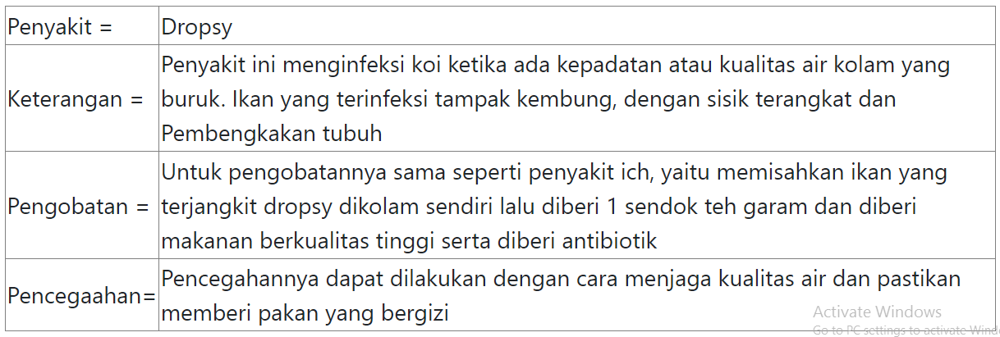 Penyakit =
Dropsy
Keterangan =
Penyakit ini menginfeksi koi ketika ada kepadatan atau kualitas air kolam yang
buruk. Ikan yang terinfeksi tampak kembung, dengan sisik terangkat dan
Pembengkakan tubuh
Pengobatan =
Untuk pengobatannya sama seperti penyakit ich, yaitu memisahkan ikan yang
terjangkit dropsy dikolam sendiri lalu diberi 1 sendok teh garam dan diberi
makanan berkualitas tinggi serta diberi antibiotik
Pencegaahan=
Pencegahannya dapat dilakukan dengan cara menjaga kualitas air dan pastikan
memberi pakan yang bergizi
Activate Windows
Go to PC settings to activate Wind